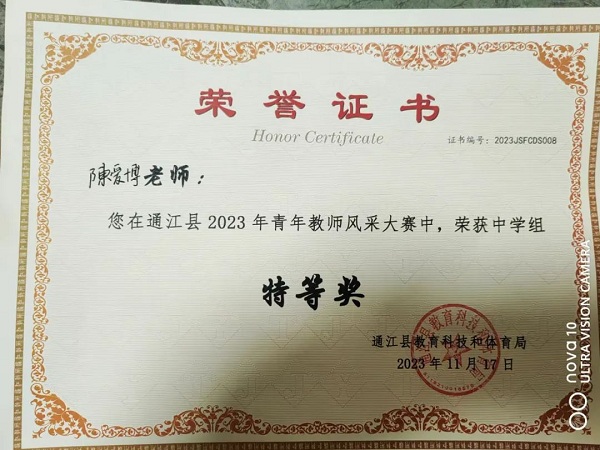 荣誉证书
Honor Certificate
证书编号：2023JSFCDS008
陳爱博老师：
您在通江县2023年青年教师风采大赛中，荣获中学组
特等奖
通江县教育科技和体育局
2023年11月17日
nova 10
ULTRA VISION CAMERA